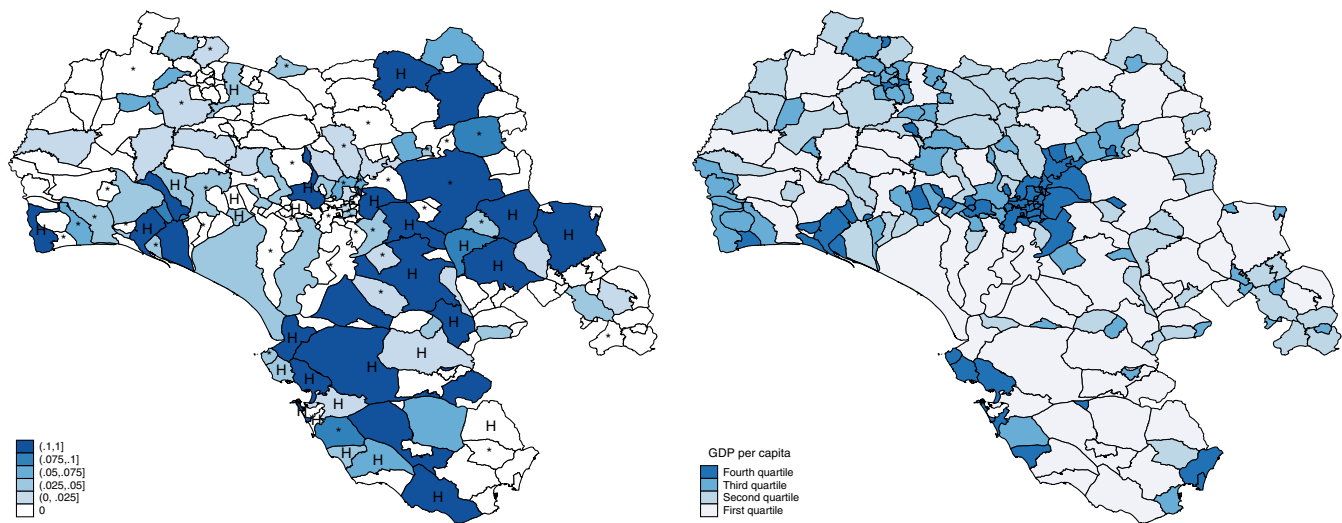 H
*
(.1,1]
(.075,.1]
(.05,.075]
(.025,.05]
(0, .025]
0
GDP per capita
Fourth quartile
Third quartile
Second quartile
First quartile